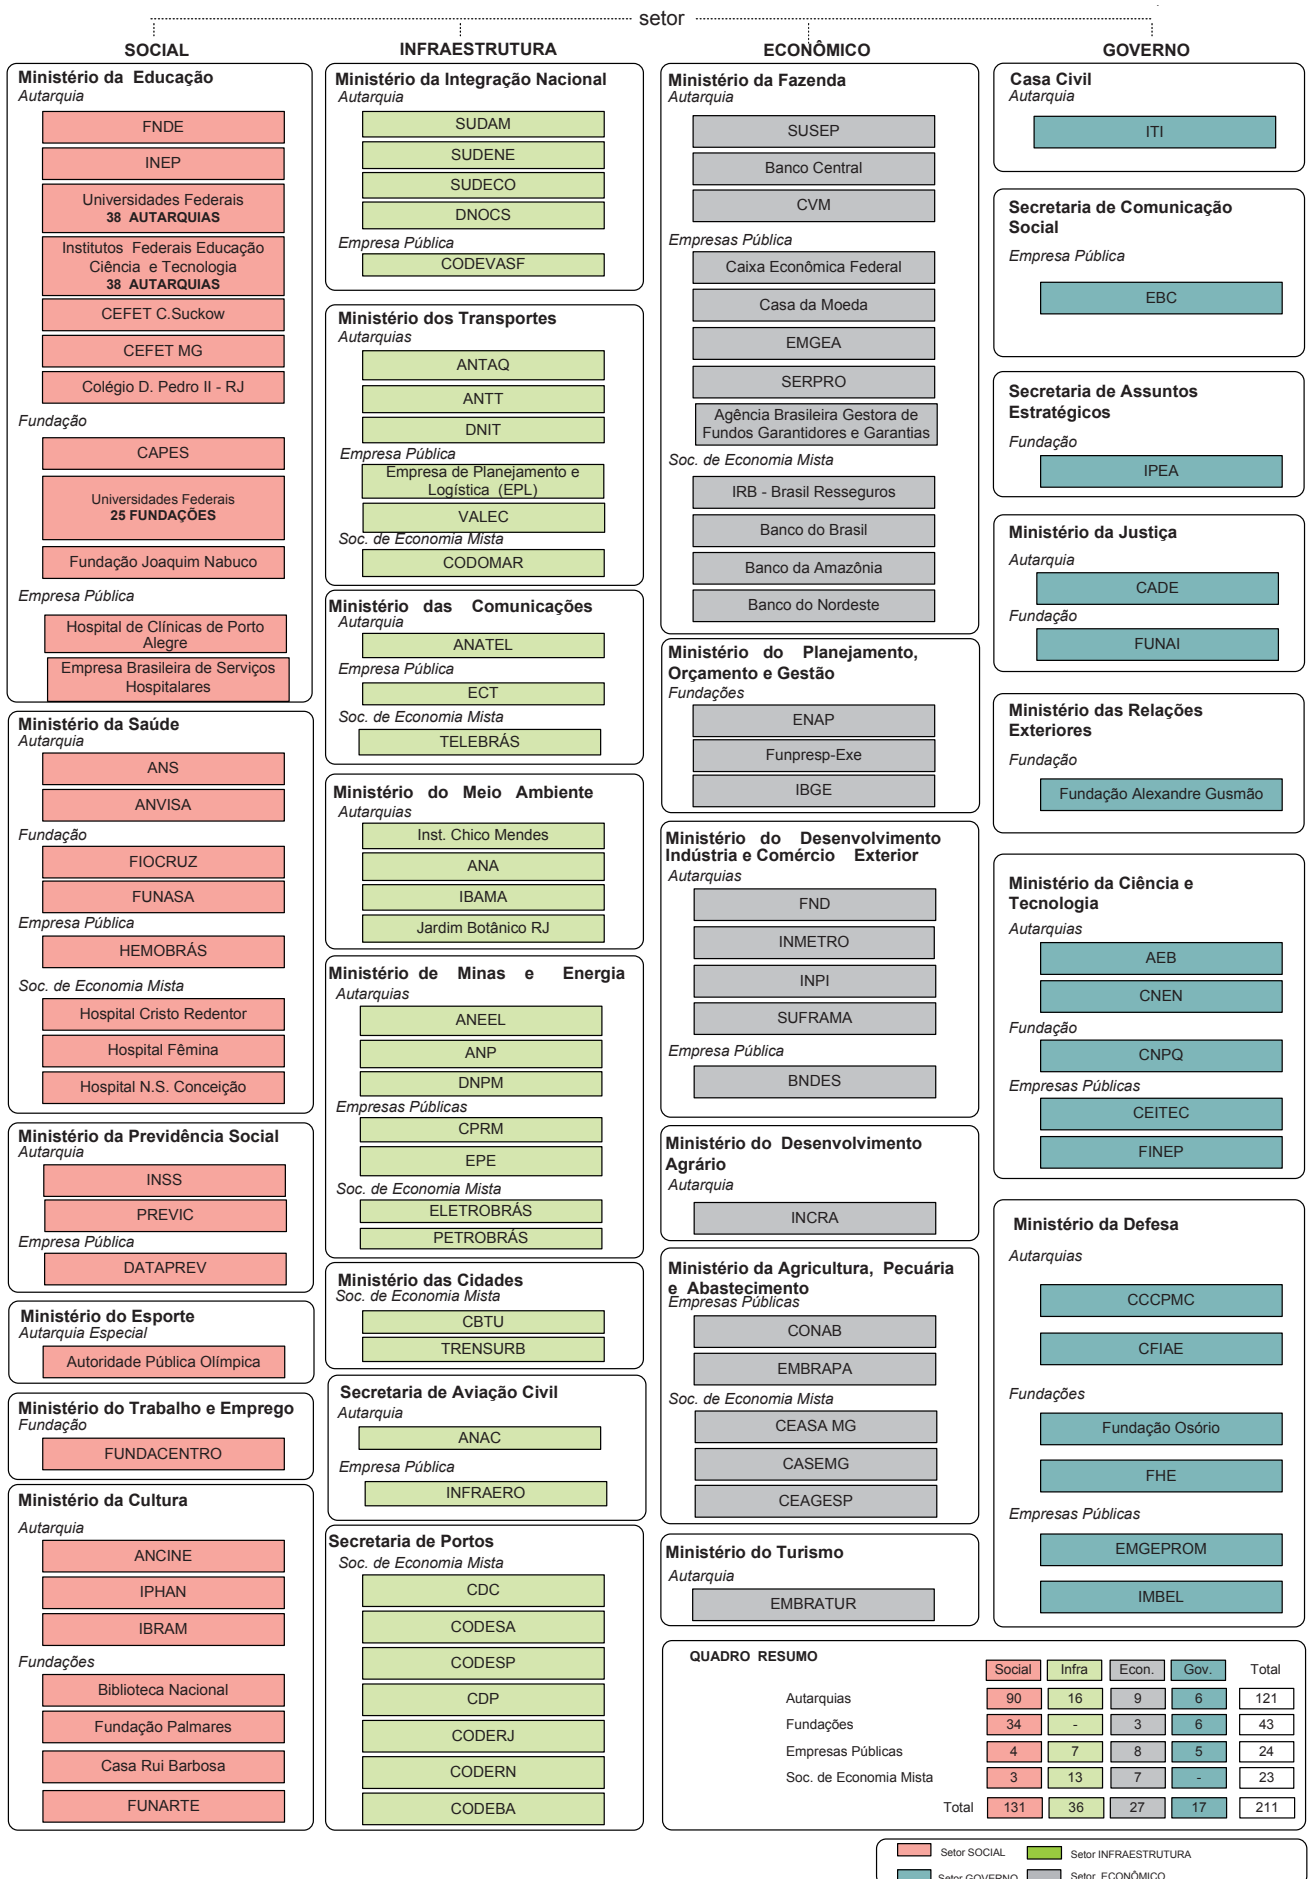 setor
SOCIAL
Ministério da Educação
Autarquia
FNDE
INEP
Universidades Federais
38 AUTARQUIAS
Institutos Federais Educação
Ciência e Tecnologia
38 AUTARQUIAS
CEFET C.Suckow
CEFET MG
Colégio D. Pedro II - RJ
Fundação
CAPES
Universidades Federais
25 FUNDAÇÕES
Fundação Joaquim Nabuco
Empresa Pública
Hospital de Clínicas de Porto
Alegre
Empresa Brasileira de Serviços
Hospitalares
Ministério da Saúde
Autarquia
ANS
ANVISA
Fundação
FIOCRUZ
FUNASA
Empresa Pública
HEMOBRÁS
Soc. de Economia Mista
Hospital Cristo Redentor
Hospital Fêmina
Hospital N.S. Conceição
Ministério da Previdência Social
Autarquia
INSS
PREVIC
Empresa Pública
DATAPREV
Ministério do Esporte
Autarquia Especial
Autoridade Pública Olímpica
Ministério do Trabalho e Emprego
Fundação
FUNDACENTRO
Ministério da Cultura
Autarquia
ANCINE
IPHAN
IBRAM
Fundações
Biblioteca Nacional
Fundação Palmares
Casa Rui Barbosa
FUNARTE
INFRAESTRUTURA
Ministério da Integração Nacional
Autarquia
SUDAM
SUDENE
SUDECO
DNOCS
Empresa Pública
CODEVASF
Ministério dos Transportes
Autarquias
ANTAQ
ANTT
DNIT
Empresa Pública
Empresa de Planejamento e
Logística (EPL)
VALEC
Soc. de Economia Mista
CODOMAR
Ministério das Comunicações
Autarquia
ANATEL
Empresa Pública
ECT
Soc. de Economia Mista
TELEBRÁS
Ministério do Meio Ambiente
Autarquias
Inst. Chico Mendes
ANA
IBAMA
Jardim Botânico RJ
Ministério de Minas e Energia
Autarquias
ANEEL
ANP
DNPM
Empresas Públicas
CPRM
EPE
Soc. de Economia Mista
ELETROBRÁS
PETROBRÁS
Ministério das Cidades
Soc. de Economia Mista
CBTU
TRENSURB
Secretaria de Aviação Civil
Autarquia
ANAC
Empresa Pública
INFRAERO
Secretaria de Portos
Soc. de Economia Mista
CDC
CODESA
CODESP
CDP
CODERJ
CODERN
CODEBA
ECONÔMICO
Ministério da Fazenda
Autarquia
SUSEP
Banco Central
CVM
Empresas Pública
Caixa Econômica Federal
Casa da Moeda
EMGEA
SERPRO
Agência Brasileira Gestora de
Fundos Garantidores e Garantias
Soc. de Economia Mista
IRB - Brasil Resseguros
Banco do Brasil
Banco da Amazônia
Banco do Nordeste
Ministério do Planejamento,
Orçamento e Gestão
Fundações
ENAP
Funpresp-Exe
IBGE
Ministério do Desenvolvimento
Indústria e Comércio Exterior
Autarquias
FND
INMETRO
INPI
SUFRAMA
Empresa Pública
BNDES
Ministério do Desenvolvimento
Agrário
Autarquia
INCRA
Ministério da Agricultura, Pecuária
e Abastecimento
Empresas Públicas
CONAB
EMBRAPA
Soc. de Economia Mista
CEASA MG
CASEMG
CEAGESP
Ministério do Turismo
Autarquia
EMBRATUR
GOVERNO
Casa Civil
Autarquia
ITI
Secretaria de Comunicação
Social
Empresa Pública
EBC
Secretaria de Assuntos
Estratégicos
Fundação
IPEA
Ministério da Justiça
Autarquia
CADE
Fundação
FUNAI
Ministério das Relações
Exteriores
Fundação
Fundação Alexandre Gusmão
Ministério da Ciência e
Tecnologia
Autarquias
AEB
CNEN
Fundação
CNPQ
Empresas Públicas
CEITEC
FINEP
Ministério da Defesa
Autarquias
CCCPMC
CFIAE
Fundações
Fundação Osório
FHE
Empresas Públicas
EMGEPROM
IMBEL
QUADRO RESUMO
Social Infra Econ. Gov. Total
Autarquias 90 16 9 6 121
Fundações 34 - 3 6 43
Empresas Públicas 4 7 8 5 24
Soc. de Economia Mista 3 13 7 - 23
Total 131 36 27 17 211
Setor SOCIAL Setor INFRAESTRUTURA
Setor GOVERNO Setor ECONÔMICO